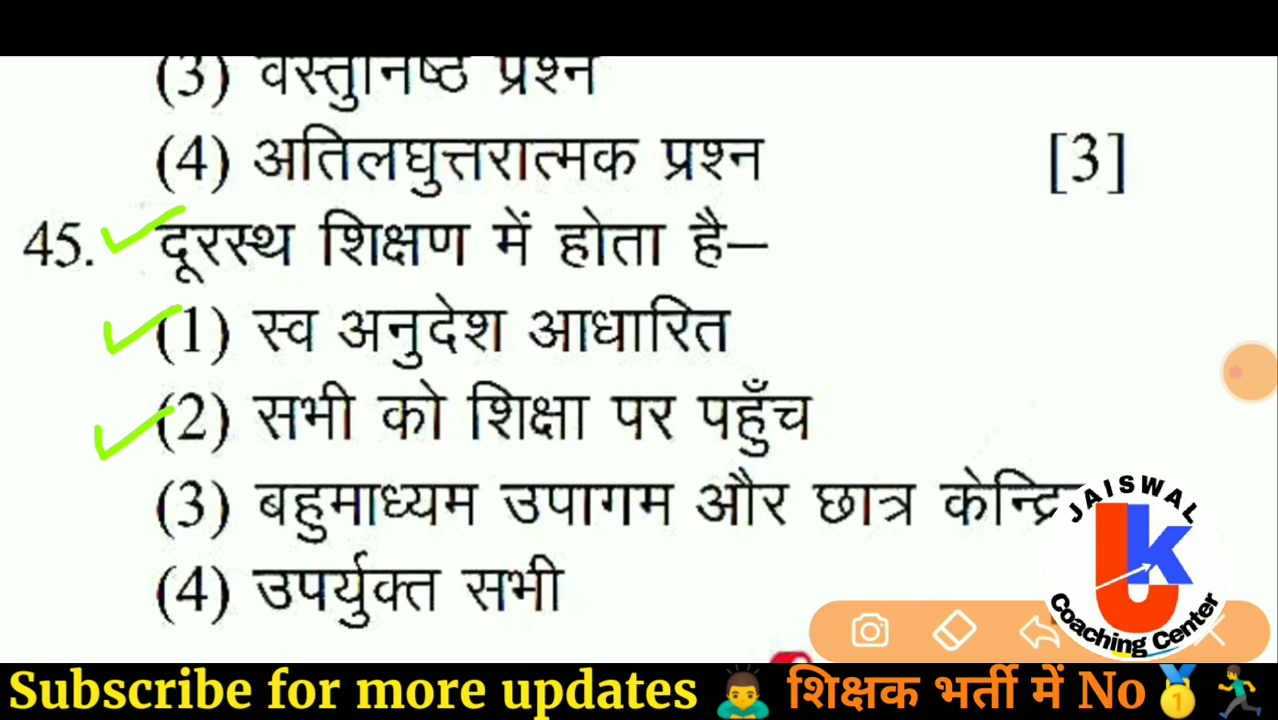 (3) वस्तुनिष्ठ प्रश्न
(4) अतिलघुत्तरात्मक प्रश्न [3]
45. दूरस्थ शिक्षण में होता है–
(1) स्व अनुदेश आधारित
(2) सभी को शिक्षा पर पहुँच
(3) बहुमाध्यम उपागम और छात्र
(4) उपर्युक्त सभी
JAISWAL
JK
Coaching Center
Subscribe for more updates 🙇‍♂️ शिक्षक भर्ती में No🥇🏃‍♂️